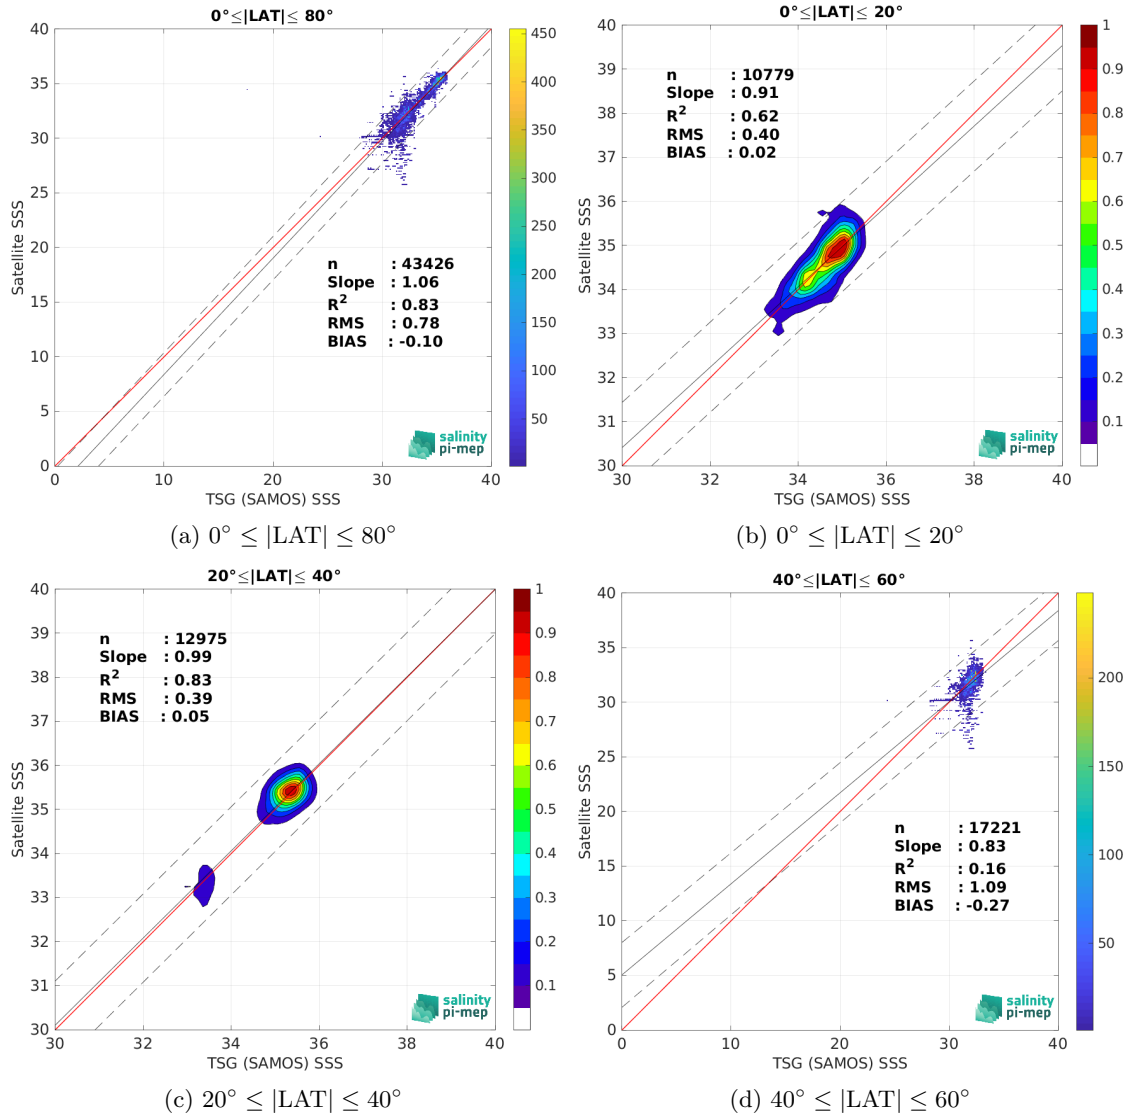 0°≤|LAT|≤ 80°
40
35
30
25
20
15
10
5
0
0
10
20
30
40
Satellite SSS
TSG (SAMOS) SSS
n : 43426
Slope : 1.06
R² : 0.83
RMS : 0.78
BIAS : -0.10
salinity
pi-mep
450
400
350
300
250
200
150
100
50
(a) 0° ≤ |LAT| ≤ 80°
0°≤|LAT|≤ 20°
40
39
38
37
36
35
34
33
32
31
30
30
32
34
36
38
40
Satellite SSS
TSG (SAMOS) SSS
n : 10779
Slope : 0.91
R² : 0.62
RMS : 0.40
BIAS : 0.02
salinity
pi-mep
1
0.9
0.8
0.7
0.6
0.5
0.4
0.3
0.2
0.1
(b) 0° ≤ |LAT| ≤ 20°
20°≤|LAT|≤ 40°
40
39
38
37
36
35
34
33
32
31
30
30
32
34
36
38
40
Satellite SSS
TSG (SAMOS) SSS
n : 12975
Slope : 0.99
R² : 0.83
RMS : 0.39
BIAS : 0.05
salinity
pi-mep
1
0.9
0.8
0.7
0.6
0.5
0.4
0.3
0.2
0.1
(c) 20° ≤ |LAT| ≤ 40°
40°≤|LAT|≤ 60°
40
35
30
25
20
15
10
5
0
0
10
20
30
40
Satellite SSS
TSG (SAMOS) SSS
n : 17221
Slope : 0.83
R² : 0.16
RMS : 1.09
BIAS : -0.27
salinity
pi-mep
200
150
100
50
(d) 40° ≤ |LAT| ≤ 60°